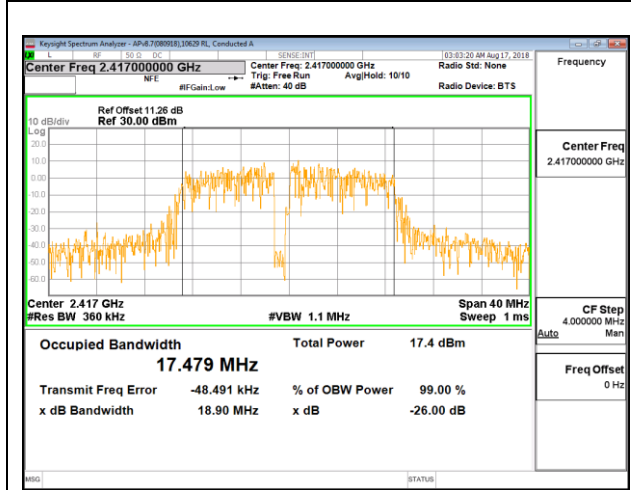 Keysight Spectrum Analyzer - APv8.7(080918),10629 RL, Conducted A
L RF 50 Ω DC SENSE:INT 03:03:20 AM Aug 17, 2018
Center Freq 2.417000000 GHz Center Freq: 2.417000000 GHz Radio Std: None Frequency
NFE Trig: Free Run Avg|Hold: 10/10
#IFGain:Low #Atten: 40 dB Radio Device: BTS
Ref Offset 11.26 dB
10 dB/div Ref 30.00 dBm
Log
20.0
10.0
0.00
-10.0
-20.0
-30.0
-40.0
-50.0
-60.0
Center Freq
2.417000000 GHz
Center 2.417 GHz Span 40 MHz
#Res BW 360 kHz #VBW 1.1 MHz Sweep 1 ms
CF Step
4.000000 MHz
Auto Man
Occupied Bandwidth Total Power 17.4 dBm
17.479 MHz
Freq Offset
0 Hz
Transmit Freq Error -48.491 kHz % of OBW Power 99.00 %
x dB Bandwidth 18.90 MHz x dB -26.00 dB
MSG STATUS